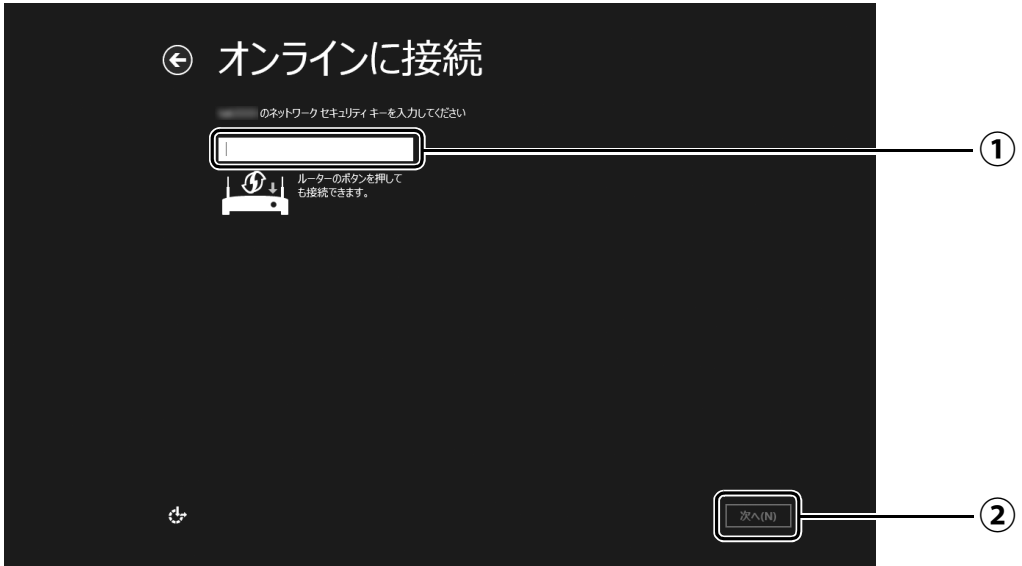 オンラインに接続
のネットワーク セキュリティ キーを入力してください
①
ルーターのボタンを押して
も接続できます。
次へ(N)
②